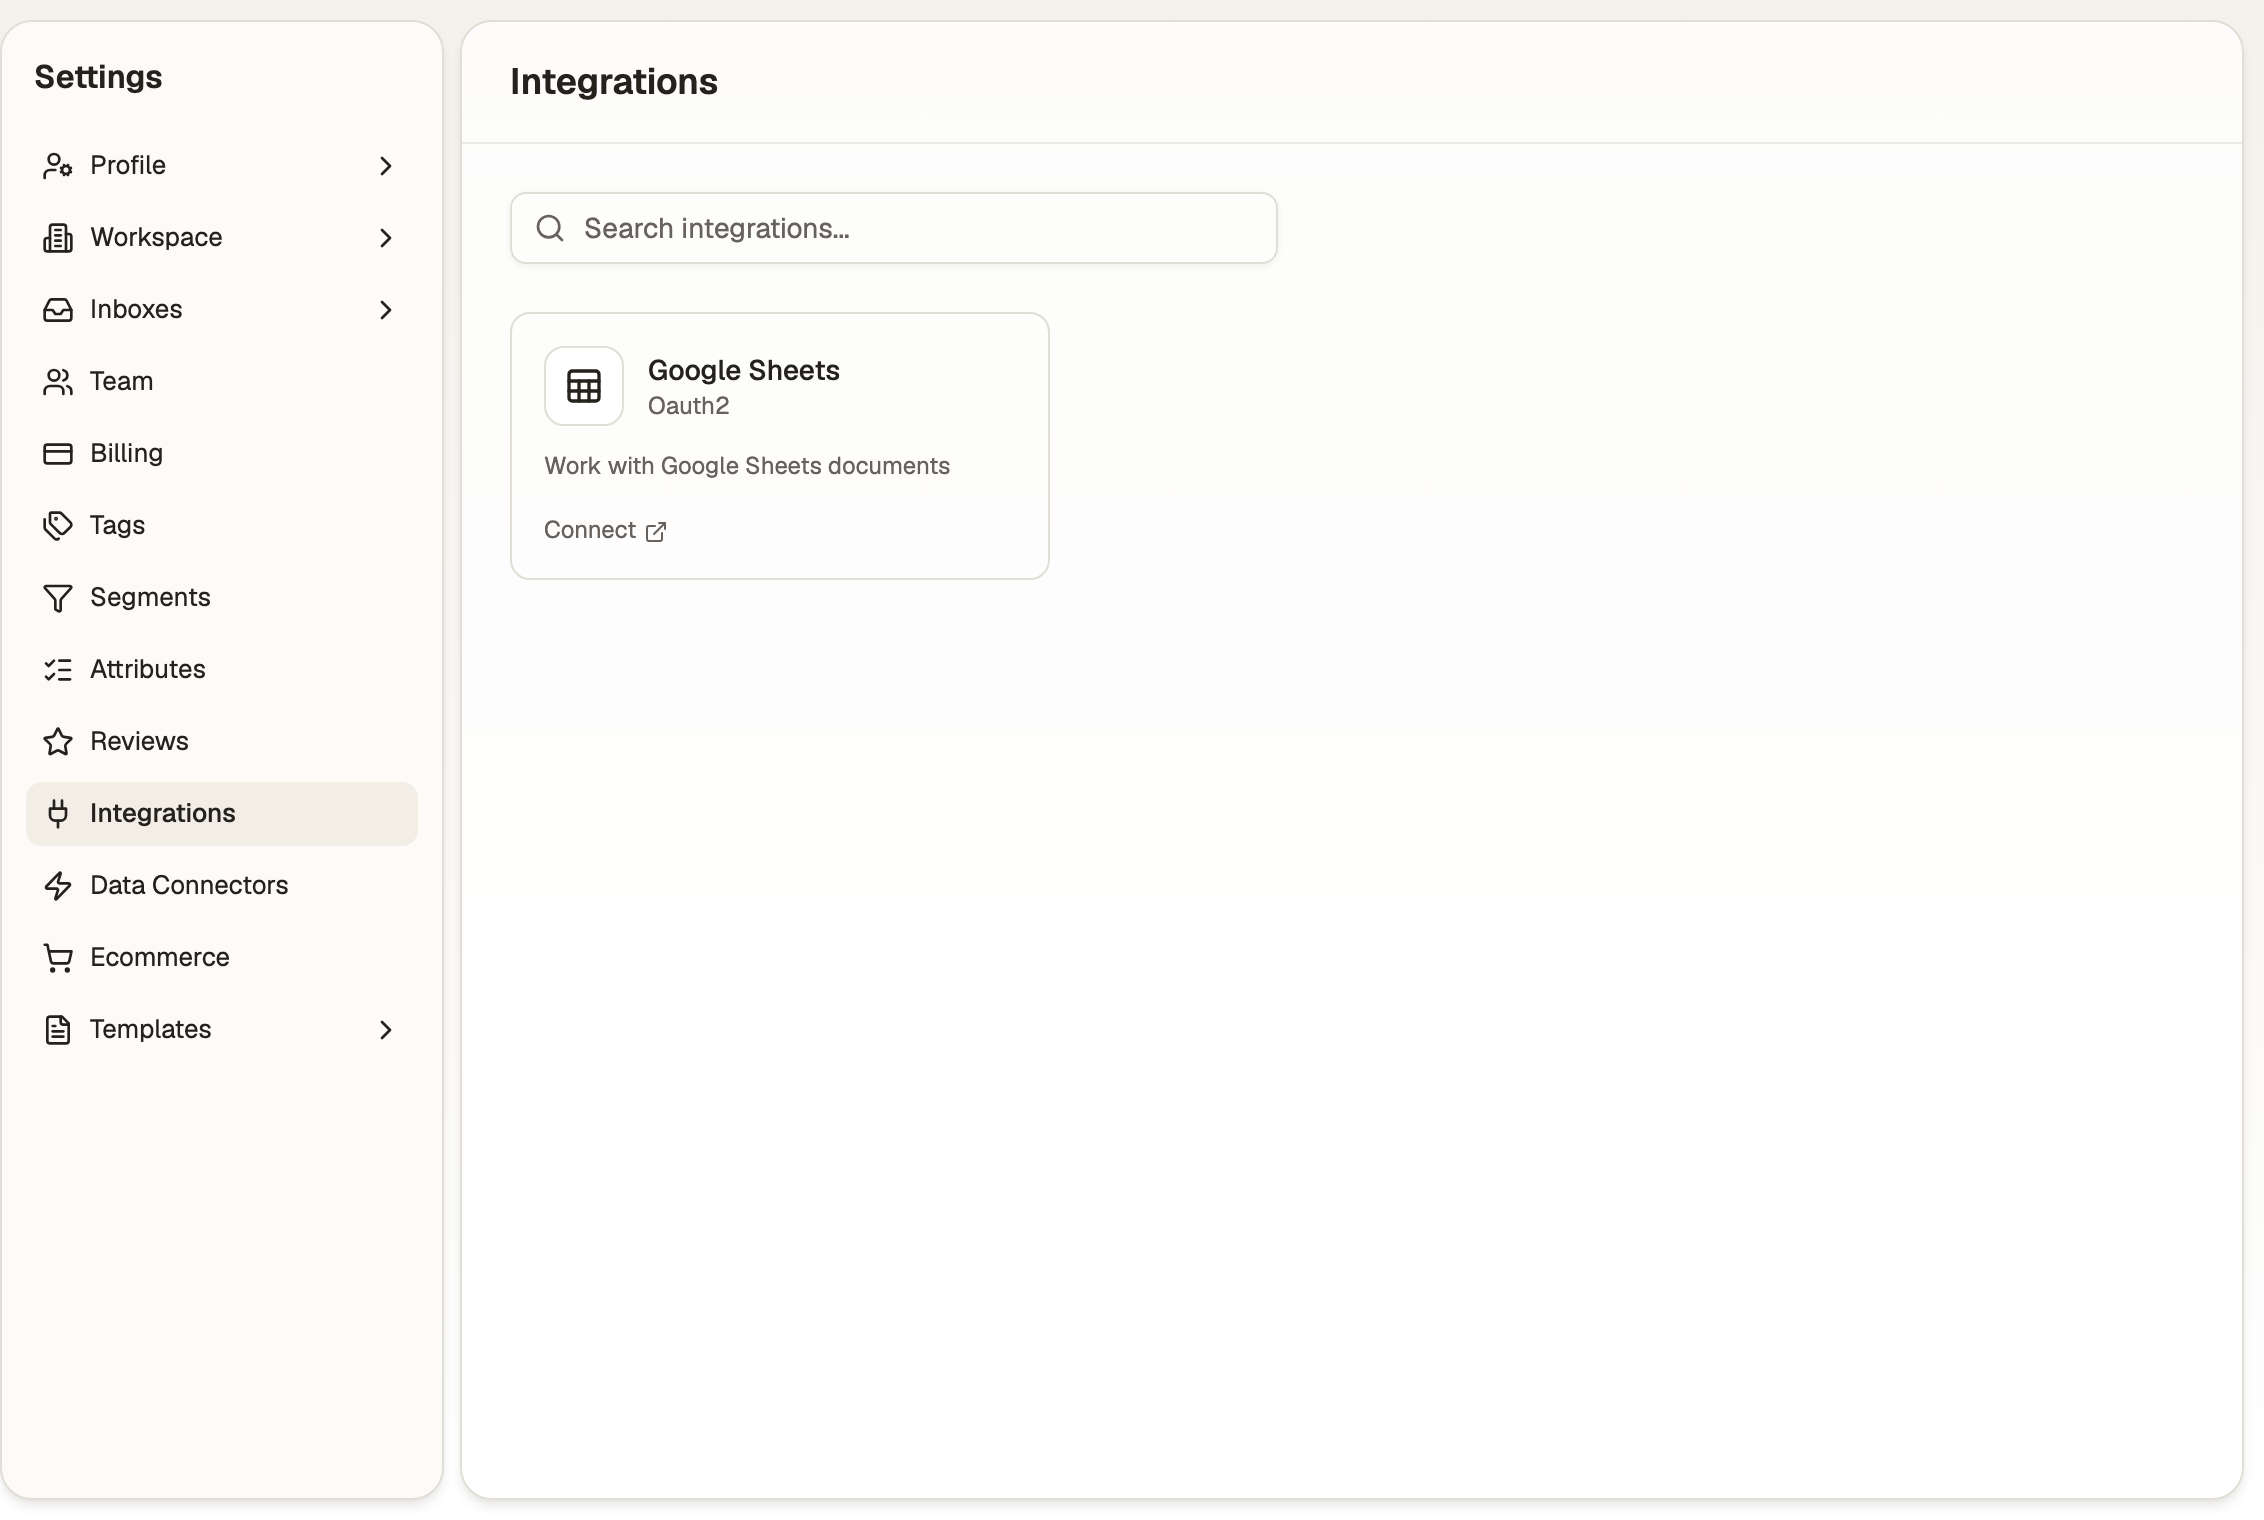 Settings
Profile
Workspace
Inboxes
Team
Billing
Tags
Segments
Attributes
Reviews
Integrations
Data Connectors
Ecommerce
Templates
Integrations
Search integrations...
Google Sheets
Oauth2
Work with Google Sheets documents
Connect